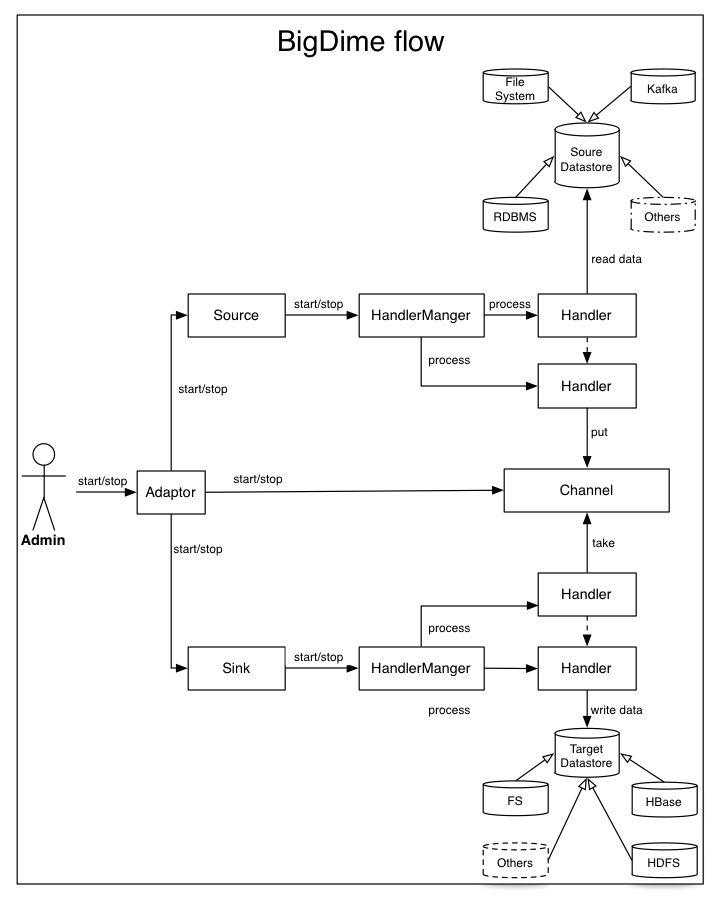 BigDime flow
File
System
Kafka
Soure
Datastore
RDBMS
Others
read data
Source
start/stop
HandlerManger
process
Handler
process
start/stop
Handler
put
start/stop
Adaptor
start/stop
Channel
Admin
start/stop
take
Handler
process
Sink
start/stop
HandlerManger
Handler
process
write data
Target
Datastore
FS
HBase
Others
HDFS